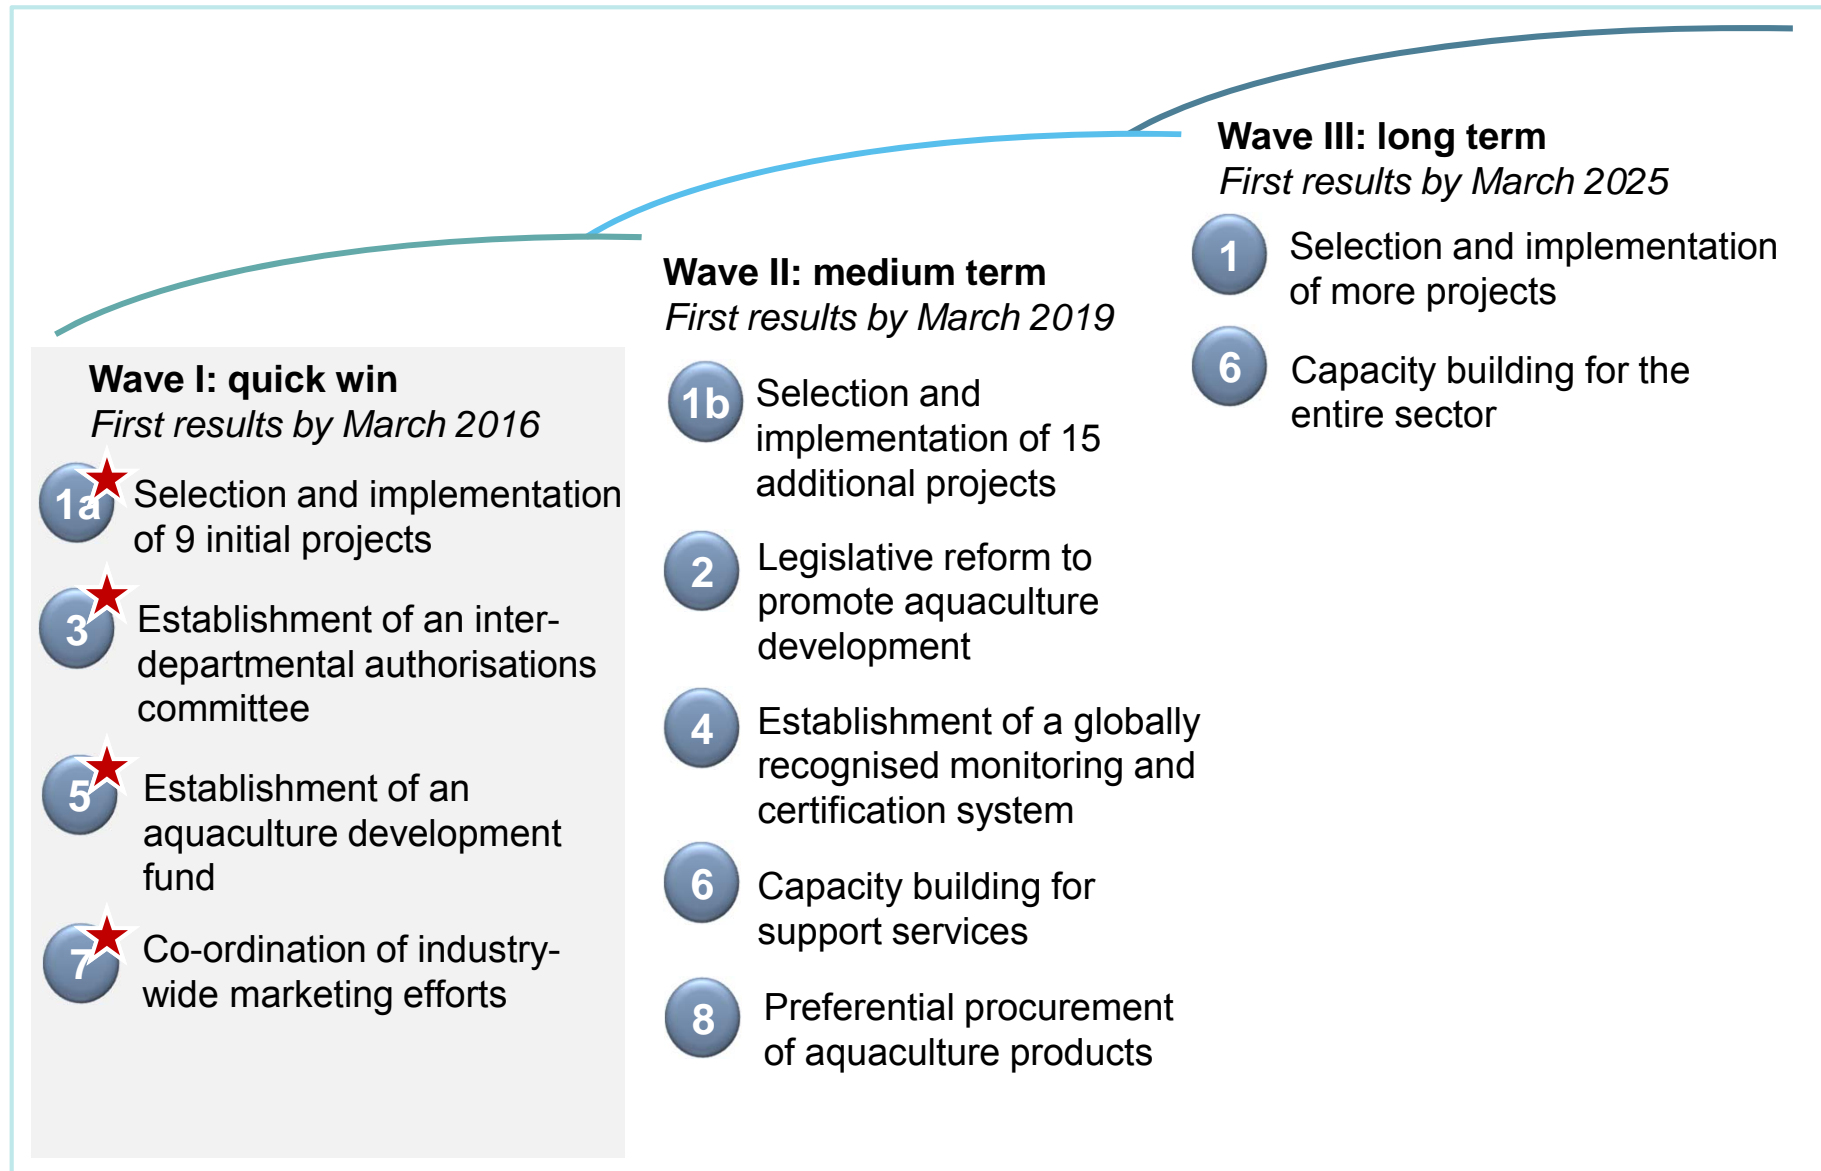 Wave I: quick win
First results by March 2016
1a
Selection and implementation
of 9 initial projects
3
Establishment of an inter-
departmental authorisations
committee
5
Establishment of an
aquaculture development
fund
7
Co-ordination of industry-
wide marketing efforts
Wave II: medium term
First results by March 2019
1b
Selection and
implementation of 15
additional projects
2
Legislative reform to
promote aquaculture
development
4
Establishment of a globally
recognised monitoring and
certification system
6
Capacity building for
support services
8
Preferential procurement
of aquaculture products
Wave III: long term
First results by March 2025
1
Selection and implementation
of more projects
6
Capacity building for the
entire sector